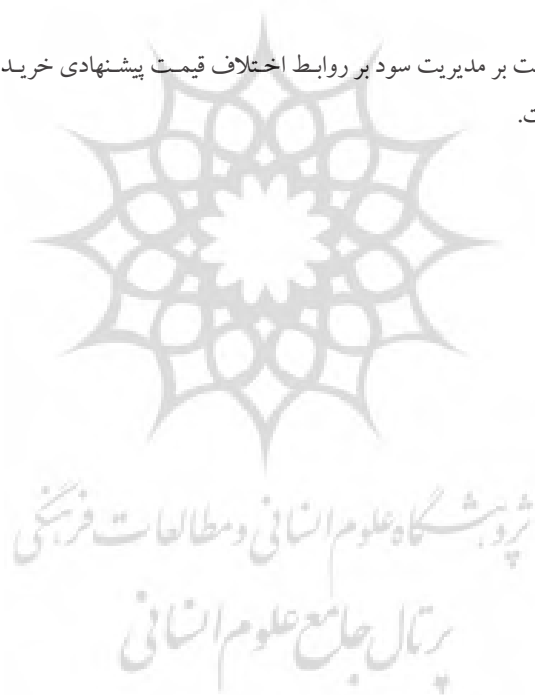 ت بر مدیریت سود بر روابط اختلاف قیمت پیشنهادی خرید
ت.
پژوهشگاه علوم انسانی و مطالعات فرهنگی
پرتال جامع علوم انسانی